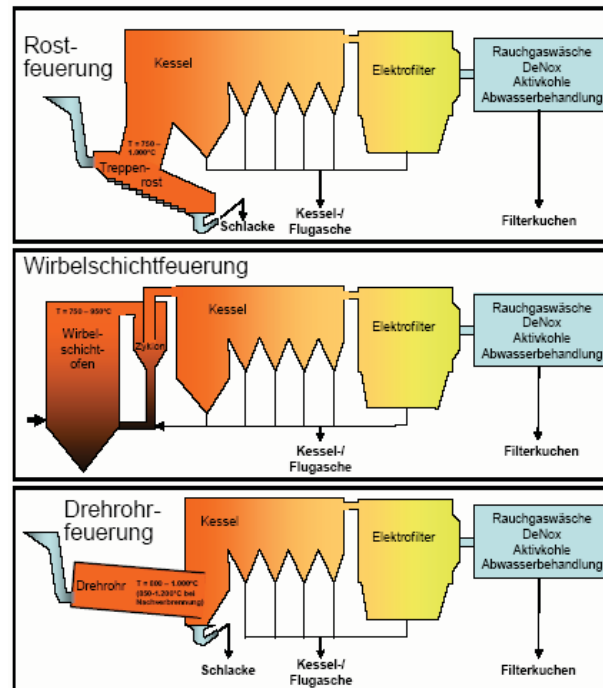 Rost-
feuerung
Kessel
Elektrofilter
Rauchgaswäsche
DeNox
Aktivkohle
Abwasserbehandlung
T = 750 –
1.000°C
Treppen-
rost
Schlacke
Kessel-/
Flugasche
Filterkuchen
Wirbelschichtfeuerung
T = 750 – 950°C
Wirbel-
schicht-
ofen
Zyklon
Kessel
Elektrofilter
Rauchgaswäsche
DeNox
Aktivkohle
Abwasserbehandlung
Kessel-/
Flugasche
Filterkuchen
Drehrohr-
feuerung
Kessel
Elektrofilter
Rauchgaswäsche
DeNox
Aktivkohle
Abwasserbehandlung
Drehrohr
T = 800 – 1.000°C
(850-1.200°C bei
Nachverbrennung)
Schlacke
Kessel-/
Flugasche
Filterkuchen